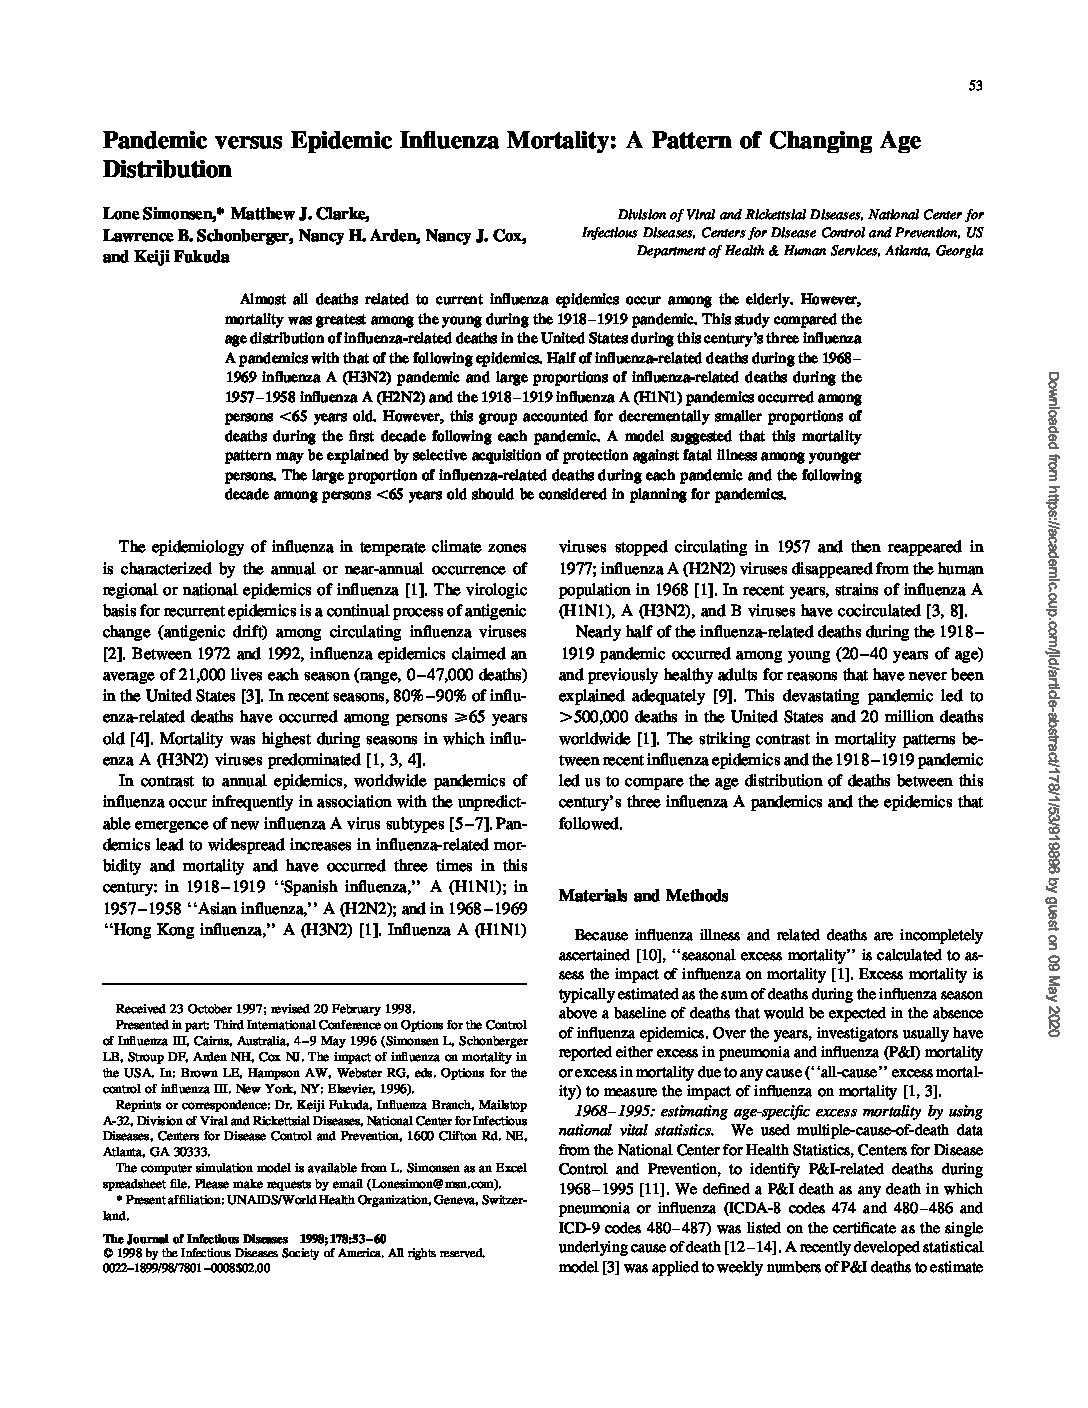 53
Pandemic versus Epidemic Influenza Mortality: A Pattern of Changing Age
Distribution
Lone Simonsen,* Matthew J. Clarke,
Lawrence B. Schonberger, Nancy H. Arden, Nancy J. Cox,
and Keiji Fukuda
Division of Viral and Rickettsial Diseases, National Center for
Infectious Diseases, Centers for Disease Control and Prevention, US
Department of Health & Human Services, Atlanta, Georgia
Almost all deaths related to current influenza epidemics occur among the elderly. However,
mortality was greatest among the young during the 1918–1919 pandemic. This study compared the
age distribution of influenza-related deaths in the United States during this century's three influenza
A pandemics with that of the following epidemics. Half of influenza-related deaths during the 1968–
1969 influenza A (H3N2) pandemic and large proportions of influenza-related deaths during the
1957–1958 influenza A (H2N2) and the 1918–1919 influenza A (H1N1) pandemics occurred among
persons <65 years old. However, this group accounted for decrementally smaller proportions of
deaths during the first decade following each pandemic. A model suggested that this mortality
pattern may be explained by selective acquisition of protection against fatal illness among younger
persons. The large proportion of influenza-related deaths during each pandemic and the following
decade among persons <65 years old should be considered in planning for pandemics.
The epidemiology of influenza in temperate climate zones
is characterized by the annual or near-annual occurrence of
regional or national epidemics of influenza [1]. The virologic
basis for recurrent epidemics is a continual process of antigenic
change (antigenic drift) among circulating influenza viruses
[2]. Between 1972 and 1992, influenza epidemics claimed an
average of 21,000 lives each season (range, 0–47,000 deaths)
in the United States [3]. In recent seasons, 80%–90% of influ-
enza-related deaths have occurred among persons ⩾65 years
old [4]. Mortality was highest during seasons in which influ-
enza A (H3N2) viruses predominated [1, 3, 4].
In contrast to annual epidemics, worldwide pandemics of
influenza occur infrequently in association with the unpredict-
able emergence of new influenza A virus subtypes [5–7]. Pan-
demics lead to widespread increases in influenza-related mor-
bidity and mortality and have occurred three times in this
century: in 1918–1919 ‘‘Spanish influenza,’’ A (H1N1); in
1957–1958 ‘‘Asian influenza,’’ A (H2N2); and in 1968–1969
‘‘Hong Kong influenza,’’ A (H3N2) [1]. Influenza A (H1N1)
Received 23 October 1997; revised 20 February 1998.
Presented in part: Third International Conference on Options for the Control
of Influenza III, Cairns, Australia, 4–9 May 1996 (Simonsen L, Schonberger
LB, Stroup DF, Arden NH, Cox NJ. The impact of influenza on mortality in
the USA. In: Brown LE, Hampson AW, Webster RG, eds. Options for the
control of influenza III. New York, NY: Elsevier, 1996).
Reprints or correspondence: Dr. Keiji Fukuda, Influenza Branch, Mailstop
A-32, Division of Viral and Rickettsial Diseases, National Center for Infectious
Diseases, Centers for Disease Control and Prevention, 1600 Clifton Rd. NE,
Atlanta, GA 30333.
The computer simulation model is available from L. Simonsen as an Excel
spreadsheet file. Please make requests by email (Lonesimon@msn.com).
* Present affiliation: UNAIDS/World Health Organization, Geneva, Switzer-
land.
The Journal of Infectious Diseases 1998;178:53–60
© 1998 by the Infectious Diseases Society of America. All rights reserved.
0022-1899/98/7801-0008$02.00
viruses stopped circulating in 1957 and then reappeared in
1977; influenza A (H2N2) viruses disappeared from the human
population in 1968 [1]. In recent years, strains of influenza A
(H1N1), A (H3N2), and B viruses have cocirculated [3, 8].
Nearly half of the influenza-related deaths during the 1918–
1919 pandemic occurred among young (20–40 years of age)
and previously healthy adults for reasons that have never been
explained adequately [9]. This devastating pandemic led to
>500,000 deaths in the United States and 20 million deaths
worldwide [1]. The striking contrast in mortality patterns be-
tween recent influenza epidemics and the 1918–1919 pandemic
led us to compare the age distribution of deaths between this
century's three influenza A pandemics and the epidemics that
followed.
Materials and Methods
Because influenza illness and related deaths are incompletely
ascertained [10], ‘‘seasonal excess mortality’’ is calculated to as-
sess the impact of influenza on mortality [1]. Excess mortality is
typically estimated as the sum of deaths during the influenza season
above a baseline of deaths that would be expected in the absence
of influenza epidemics. Over the years, investigators usually have
reported either excess in pneumonia and influenza (P&I) mortality
or excess in mortality due to any cause (‘‘all-cause’’ excess mortal-
ity) to measure the impact of influenza on mortality [1, 3].
1968–1995: estimating age-specific excess mortality by using
national vital statistics. We used multiple-cause-of-death data
from the National Center for Health Statistics, Centers for Disease
Control and Prevention, to identify P&I-related deaths during
1968–1995 [11]. We defined a P&I death as any death in which
pneumonia or influenza (ICDA-8 codes 474 and 480–486 and
ICD-9 codes 480–487) was listed on the certificate as the single
underlying cause of death [12–14]. A recently developed statistical
model [3] was applied to weekly numbers of P&I deaths to estimate
Downloaded from https://academic.oup.com/jid/article-abstract/178/1/53/919896 by guest on 09 May 2020